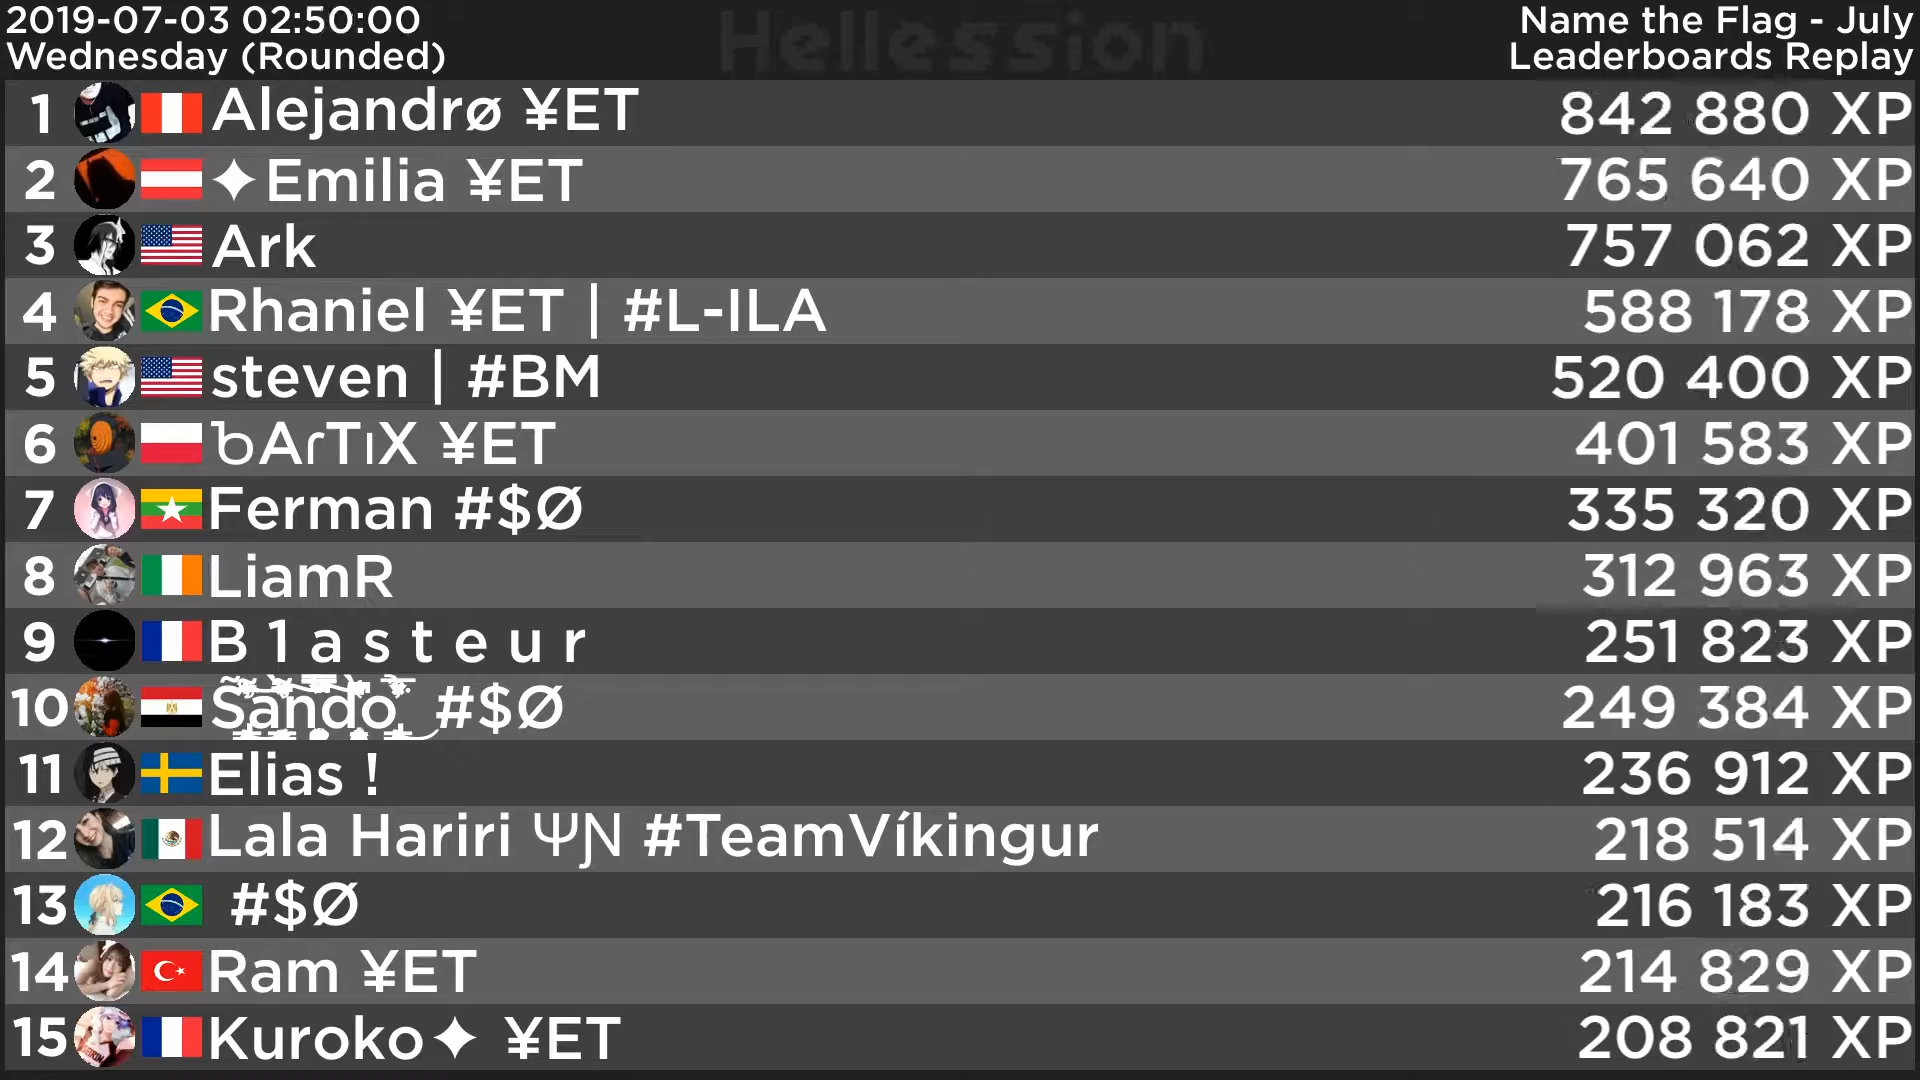 2019-07-03 02:50:00
Wednesday (Rounded)
Hellession
Name the Flag - July
Leaderboards Replay
1 Alejandrø ¥ET 842 880 XP
2 ✦Emilia ¥ET 765 640 XP
3 Ark 757 062 XP
4 Rhaniel ¥ET | #L-ILA 588 178 XP
5 steven | #BM 520 400 XP
6 ႦAɾTıX ¥ET 401 583 XP
7 Ferman #$Ø 335 320 XP
8 LiamR 312 963 XP
9 B 1 a s t e u r 251 823 XP
10 Sando #$Ø 249 384 XP
11 Elias ! 236 912 XP
12 Lala Hariri ΨƝ #TeamVíkingur 218 514 XP
13 #$Ø 216 183 XP
14 Ram ¥ET 214 829 XP
15 Kuroko✦ ¥ET 208 821 XP